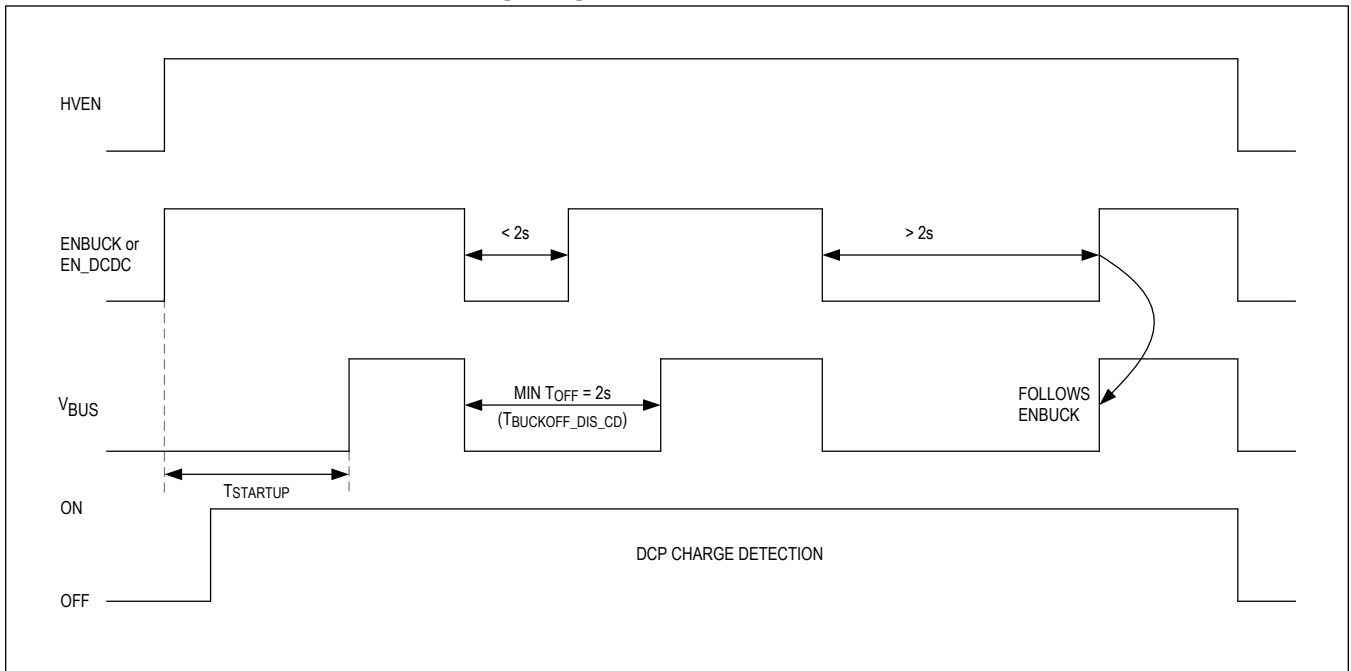 HVEN
ENBUCK or
EN_DCDC
< 2s
> 2s
VBUS
MIN TOFF = 2s
(TBUCKOFF_DIS_CD)
FOLLOWS
ENBUCK
TSTARTUP
ON
DCP CHARGE DETECTION
OFF